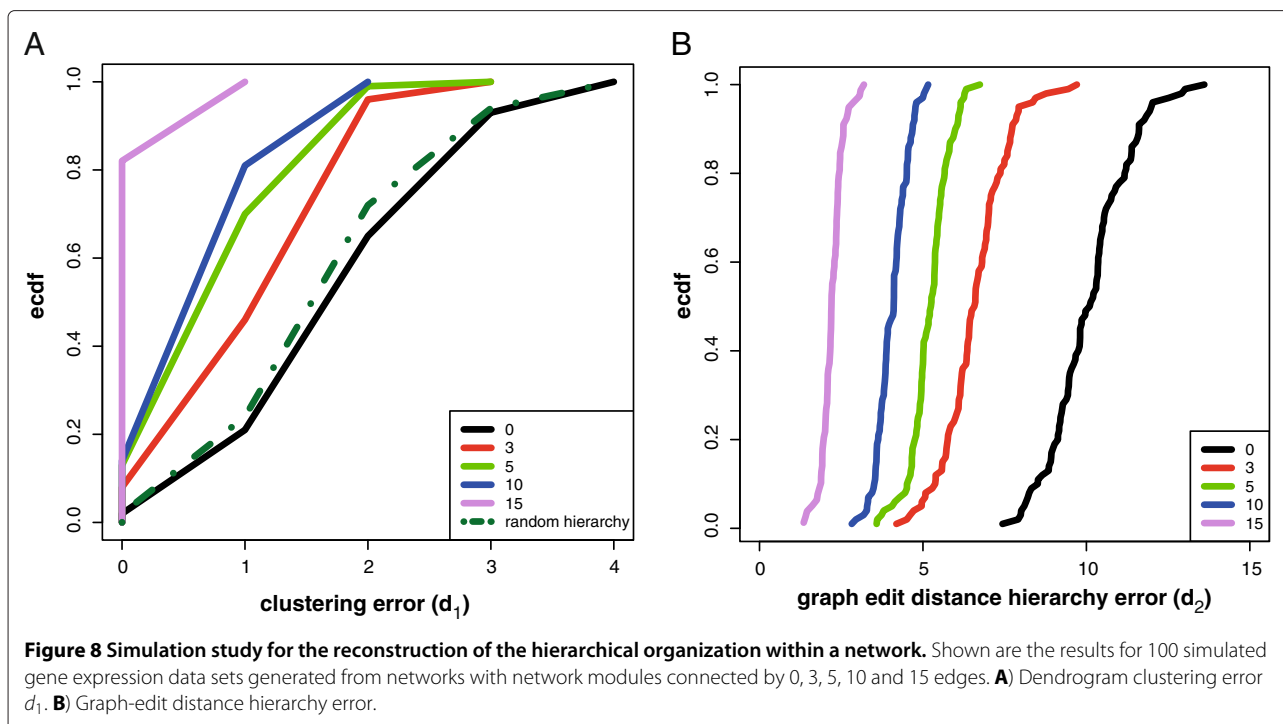 A
ecdf
1.0
0.8
0.6
0.4
0.2
0.0
0 1 2 3 4
clustering error (d_1)
0
3
5
10
15
random hierarchy
B
ecdf
1.0
0.8
0.6
0.4
0.2
0.0
0 5 10 15
graph edit distance hierarchy error (d_2)
0
3
5
10
15
Figure 8 Simulation study for the reconstruction of the hierarchical organization within a network. Shown are the results for 100 simulated
gene expression data sets generated from networks with network modules connected by 0, 3, 5, 10 and 15 edges. A) Dendrogram clustering error
d1. B) Graph-edit distance hierarchy error.